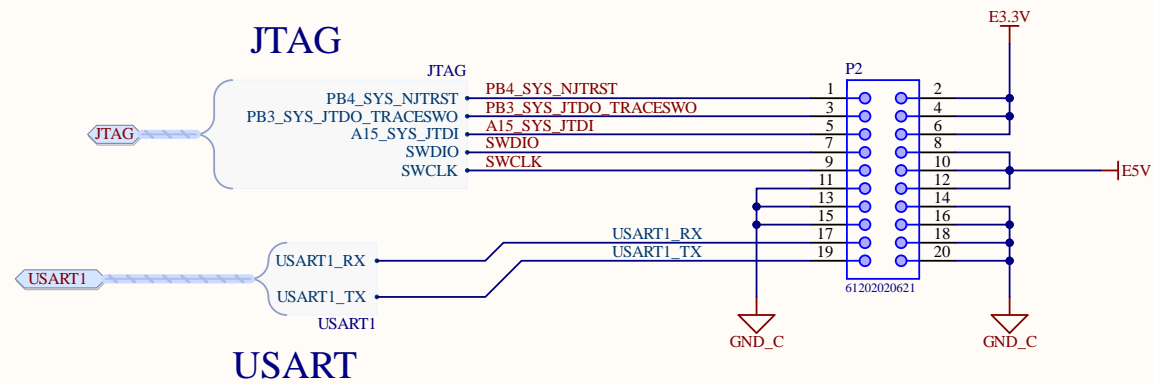 E3.3V
JTAG
JTAG
P2
PB4_SYS_NJTRST PB4_SYS_NJTRST 1 2
PB3_SYS_JTDO_TRACESWO PB3_SYS_JTDO_TRACESWO 3 4
JTAG A15_SYS_JTDI A15_SYS_JTDI 5 6
SWDIO SWDIO 7 8
SWCLK SWCLK 9 10 E5V
11 12
13 14
15 16
USART1_RX USART1_RX 17 18
USART1_TX 19 20
USART1
USART1_TX 61202020621
USART1
GND_C GND_C
USART